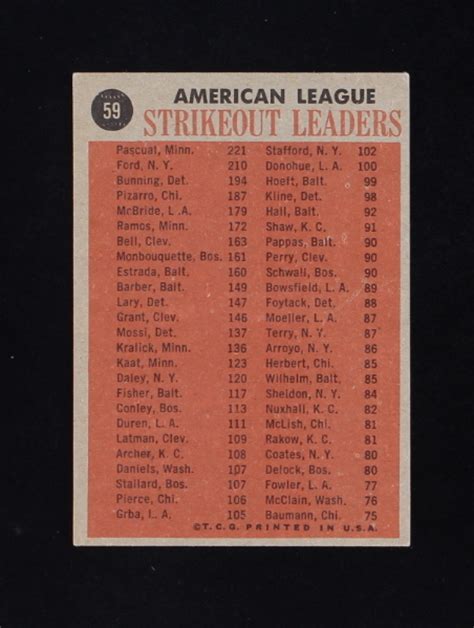 59
AMERICAN LEAGUE
STRIKEOUT LEADERS
Pascual, Minn. 221
Ford, N. Y. 210
Bunning, Det. 194
Pizarro, Chi. 187
McBride, L.A. 179
Ramos, Minn. 172
Bell, Clev. 163
Monbouquette, Bos. 161
Estrada, Balt. 160
Barber, Balt. 149
Lary, Det. 147
Grant, Clev. 146
Mossi, Det. 137
Kralick, Minn. 136
Kaat, Minn. 123
Daley, N. Y. 120
Fisher, Balt. 117
Conley, Bos. 113
Duren, L. A. 111
Latman, Clev. 109
Archer, K. C. 108
Daniels, Wash. 107
Stallard, Bos. 107
Pierce, Chi. 106
Grba, L. A. 105
Stafford, N. Y. 102
Donohue, L. A. 100
Hoeft, Balt. 99
Kline, Det. 98
Hall, Balt. 92
Shaw, K. C. 91
Pappas, Balt. 90
Perry, Clev. 90
Schwall, Bos. 90
Bowsfield, L. A. 89
Foytack, Det. 88
Moeller, L. A. 87
Terry, N. Y. 87
Arroyo, N. Y. 86
Herbert, Chi. 85
Wilhelm, Balt. 85
Sheldon, N. Y. 84
Nuxhall, K. C. 82
McLish, Chi. 81
Rakow, K. C. 81
Coates, N. Y. 80
Delock, Bos. 80
Fowler, L. A. 77
McClain, Wash. 76
Baumann, Chi. 75
© T. C. G. PRINTED IN U.S.A.